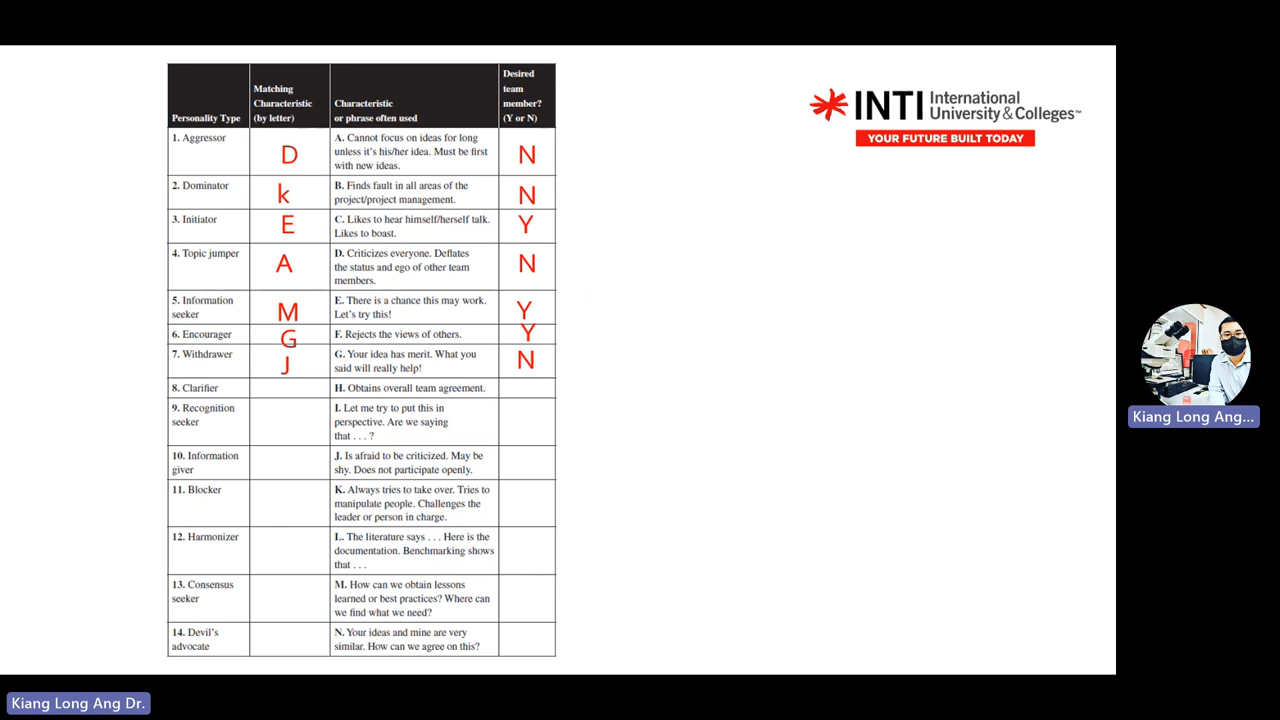 Personality Type
Matching
Characteristic
(by letter)
Characteristic
or phrase often used
Desired
team
member?
(Y or N)
1. Aggressor
D
A. Cannot focus on ideas for long
unless it's his/her idea. Must be first
with new ideas.
N
2. Dominator
k
B. Finds fault in all areas of the
project/project management.
N
3. Initiator
E
C. Likes to hear himself/herself talk.
Likes to boast.
Y
4. Topic jumper
A
D. Criticizes everyone. Deflates
the status and ego of other team
members.
N
5. Information
seeker
M
E. There is a chance this may work.
Let's try this!
Y
6. Encourager
G
F. Rejects the views of others.
Y
7. Withdrawer
J
G. Your idea has merit. What you
said will really help!
N
8. Clarifier
H. Obtains overall team agreement.
9. Recognition
seeker
I. Let me try to put this in
perspective. Are we saying
that . . . ?
10. Information
giver
J. Is afraid to be criticized. May be
shy. Does not participate openly.
11. Blocker
K. Always tries to take over. Tries to
manipulate people. Challenges the
leader or person in charge.
12. Harmonizer
L. The literature says . . . Here is the
documentation. Benchmarking shows
that . . .
13. Consensus
seeker
M. How can we obtain lessons
learned or best practices? Where can
we find what we need?
14. Devil's
advocate
N. Your ideas and mine are very
similar. How can we agree on this?
INTI International
University & Colleges™
YOUR FUTURE BUILT TODAY
Kiang Long Ang...
Kiang Long Ang Dr.